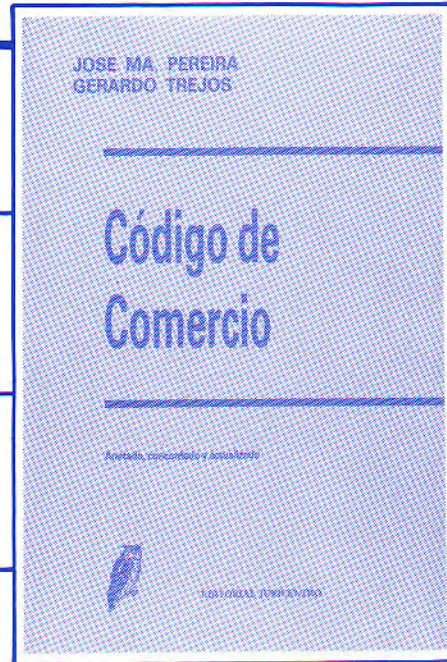 JOSE MA. PEREIRA
GERARDO TREJOS
Código de
Comercio
Anotado, concordado y actualizado
EDITORIAL JURICENTRO